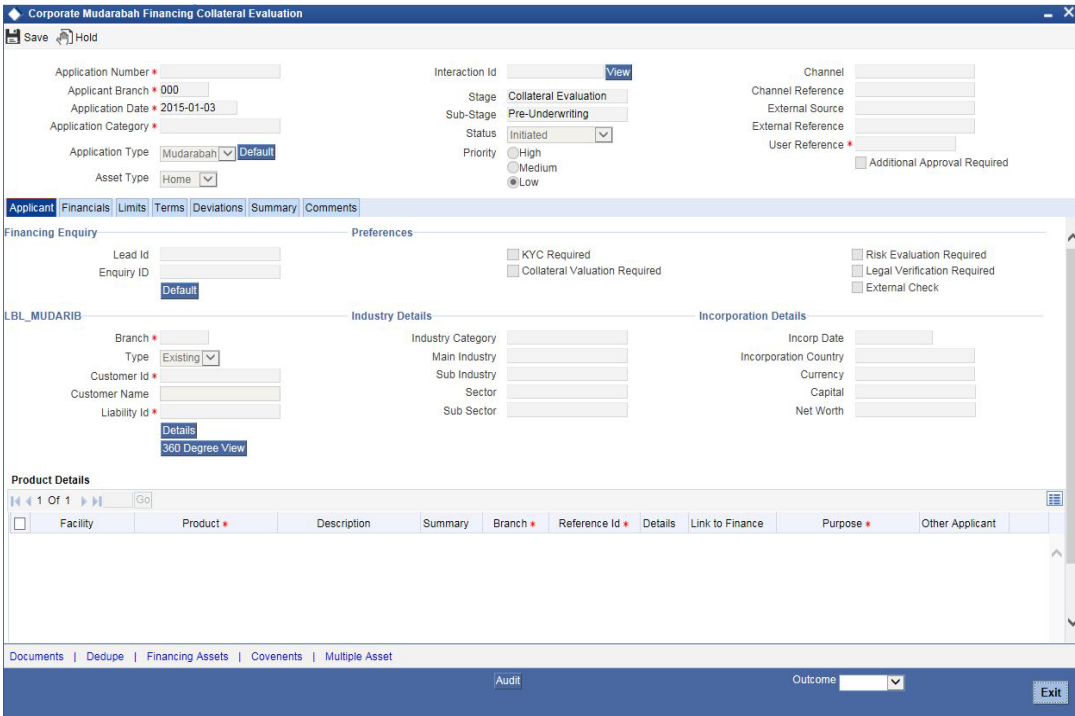 Corporate Mudarabah Financing Collateral Evaluation
Save Hold
Application Number * Interaction Id View Channel
Applicant Branch * 000 Stage Collateral Evaluation Channel Reference
Application Date * 2015-01-03 Sub-Stage Pre-Underwriting External Source
Application Category * Status Initiated External Reference
Application Type Mudarabah Default Priority High User Reference *
Medium Additional Approval Required
Asset Type Home Low
Applicant Financials Limits Terms Deviations Summary Comments
Financing Enquiry Preferences
Lead Id KYC Required Risk Evaluation Required
Enquiry ID Collateral Valuation Required Legal Verification Required
Default External Check
LBL_MUDARIB Industry Details Incorporation Details
Branch * Industry Category Incorp Date
Type Existing Main Industry Incorporation Country
Customer Id * Sub Industry Currency
Customer Name Sector Capital
Liability Id * Sub Sector Net Worth
Details
360 Degree View
Product Details
1 Of 1 Go
Facility Product * Description Summary Branch * Reference Id * Details Link to Finance Purpose * Other Applicant
Documents | Dedupe | Financing Assets | Covenents | Multiple Asset
Audit Outcome
Exit